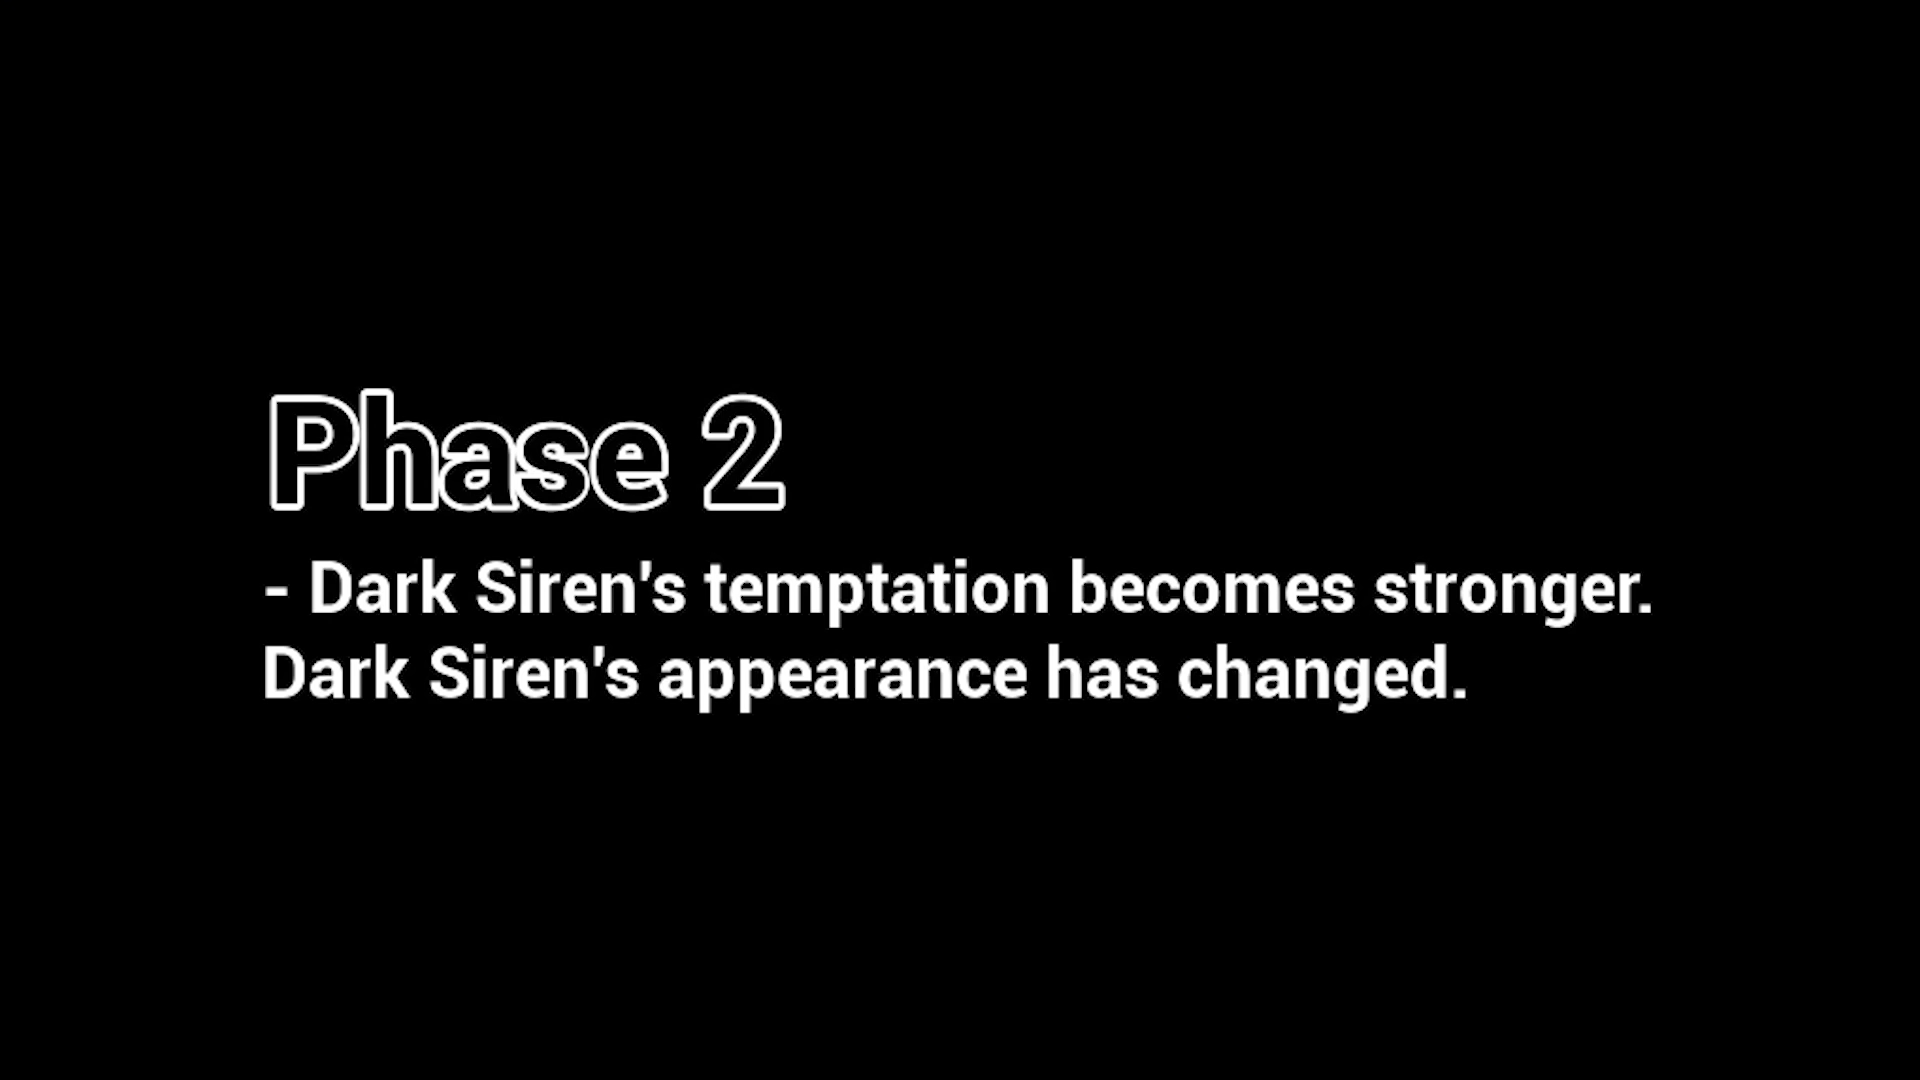 Phase 2
- Dark Siren's temptation becomes stronger.
Dark Siren's appearance has changed.